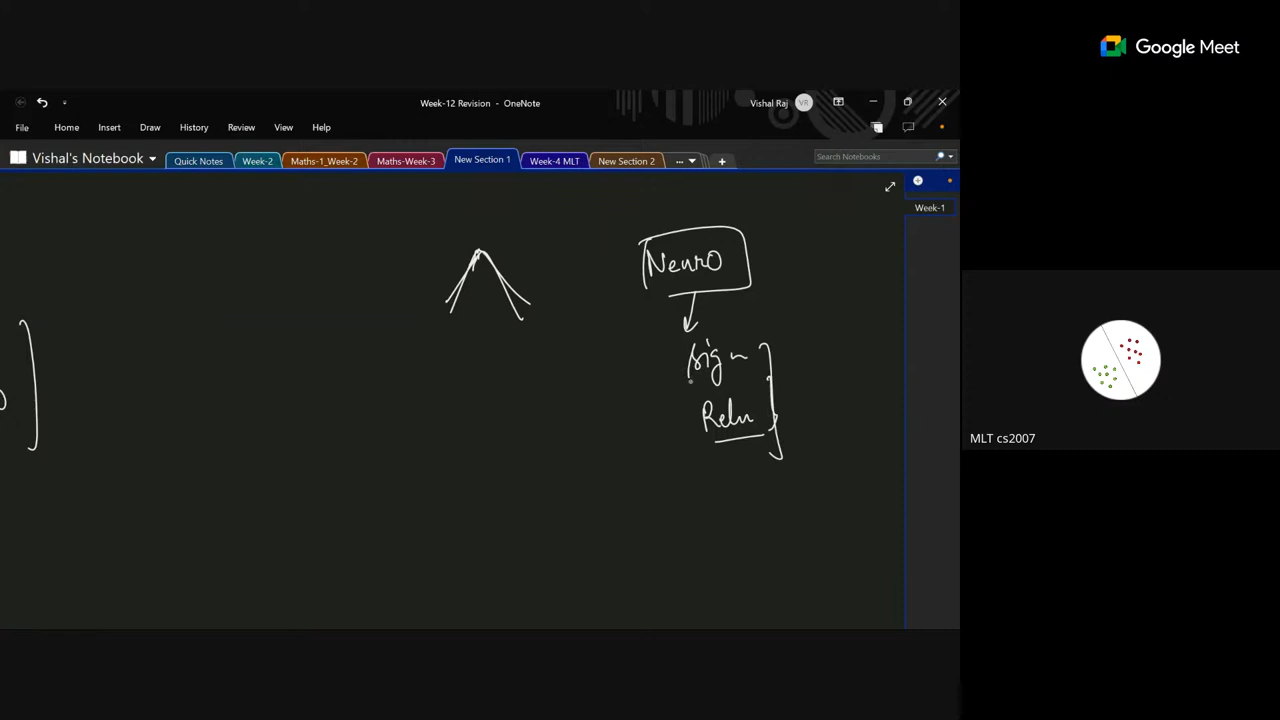 Google Meet
Week-12 Revision - OneNote
Vishal Raj VR
File Home Insert Draw History Review View Help
Vishal's Notebook Quick Notes Week-2 Maths-1_Week-2 Maths-Week-3 New Section 1 Week-4 MLT New Section 2 ... Search Notebooks
Week-1
Neuro
Sig~
Relu
MLT cs2007